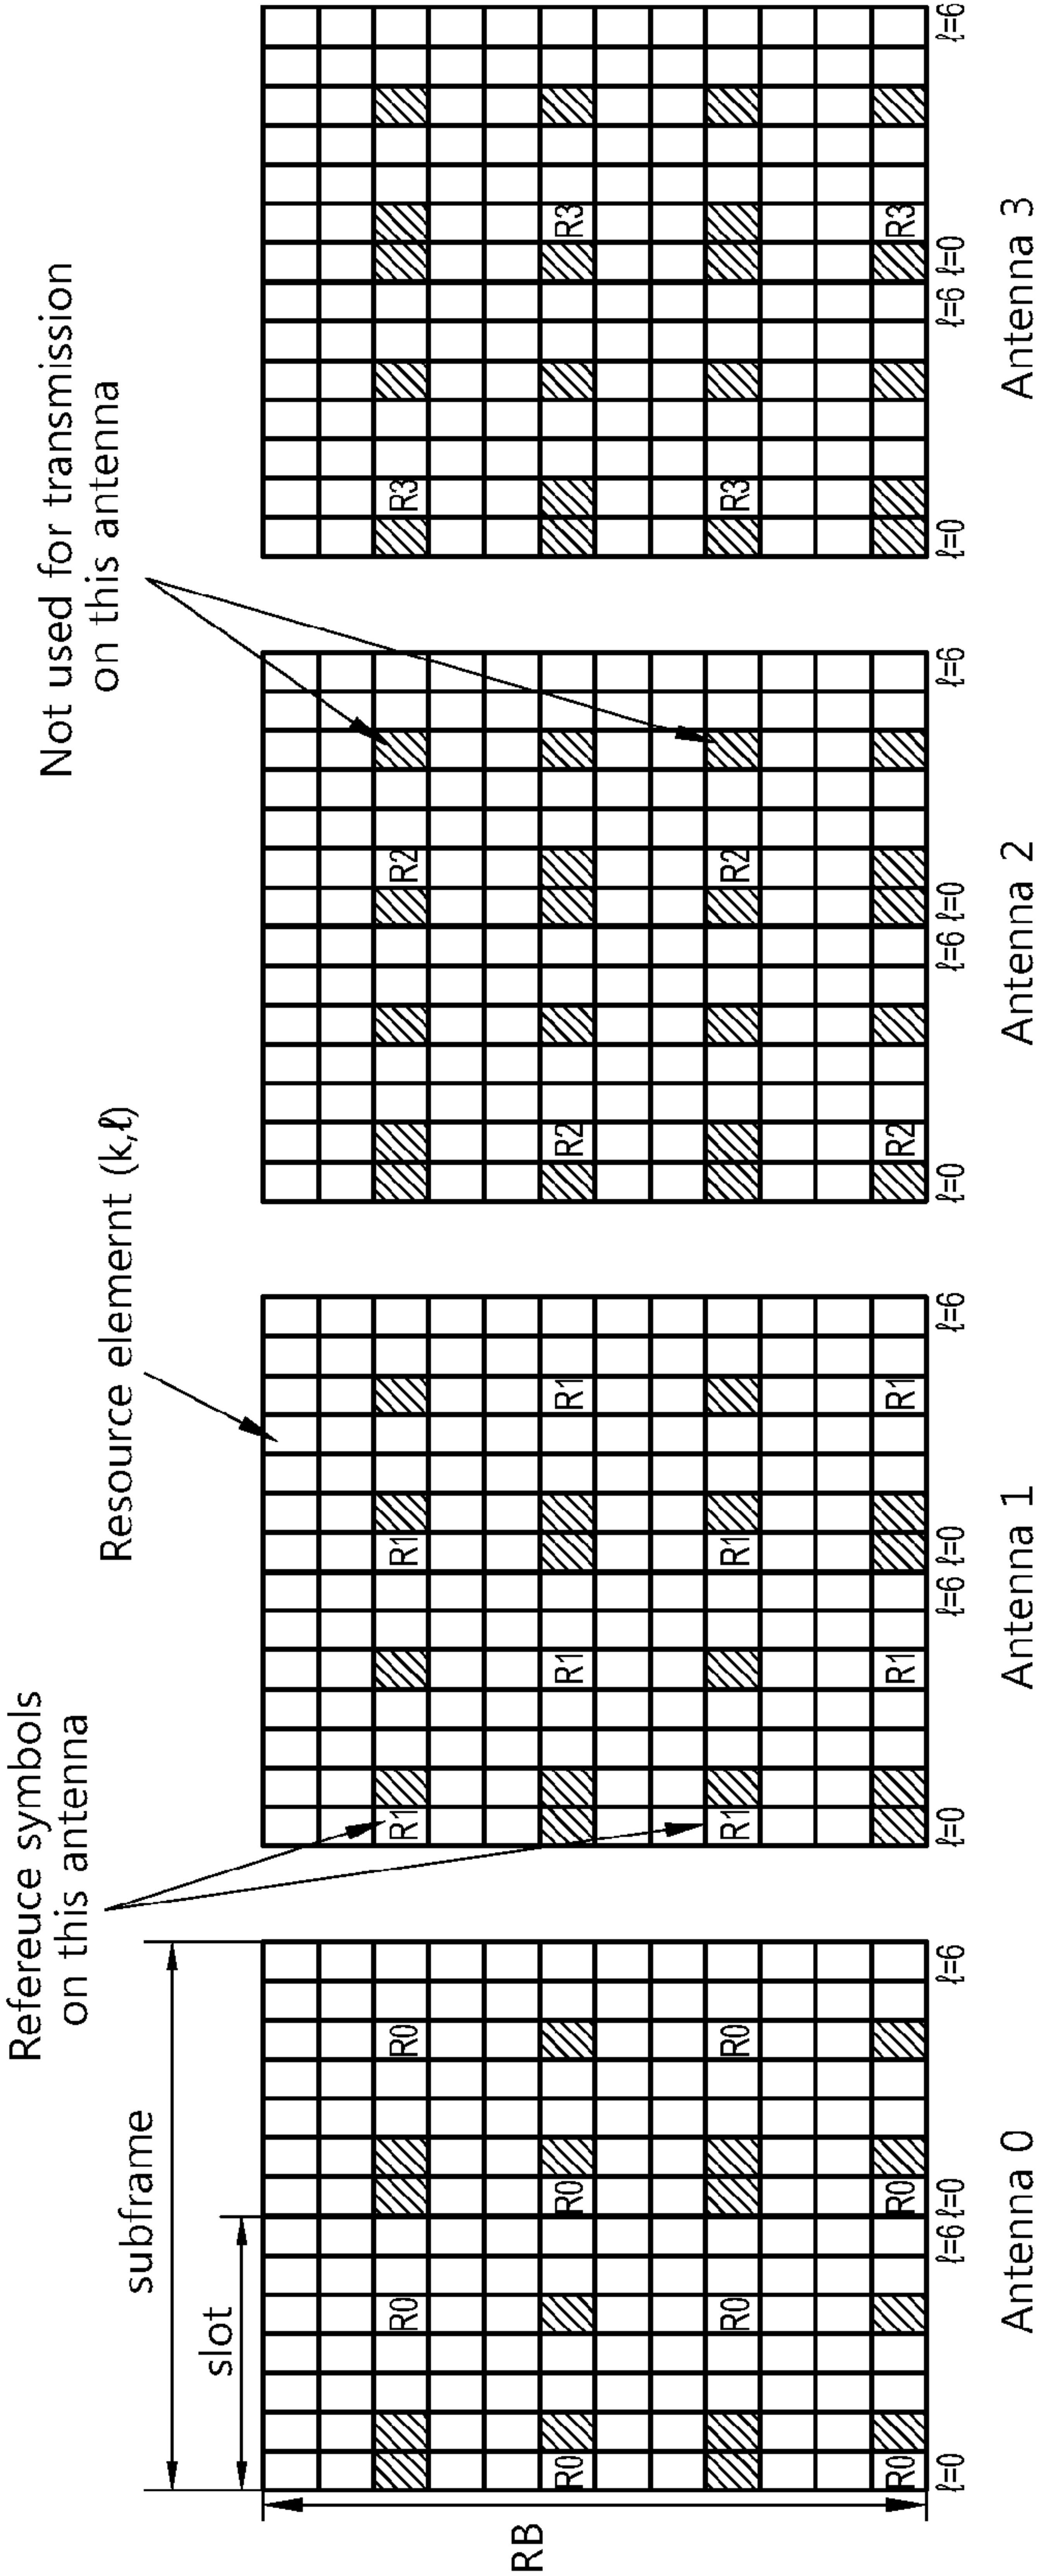 Refereuce symbols
on this antenna
Not used for transmission
on this antenna
Resource elemernt (k,ℓ)
subframe
slot
RB
R0 R0 R1 R1 R2 R3
R0 R0 R1 R1 R2 R3
R0 R0 R1 R1 R2 R3
R0 R0 R1 R1 R2 R3
ℓ=0 ℓ=6 ℓ=0 ℓ=6 ℓ=0 ℓ=6 ℓ=0 ℓ=6 ℓ=0 ℓ=6 ℓ=0 ℓ=6 ℓ=0 ℓ=6 ℓ=0 ℓ=6
Antenna 0 Antenna 1 Antenna 2 Antenna 3